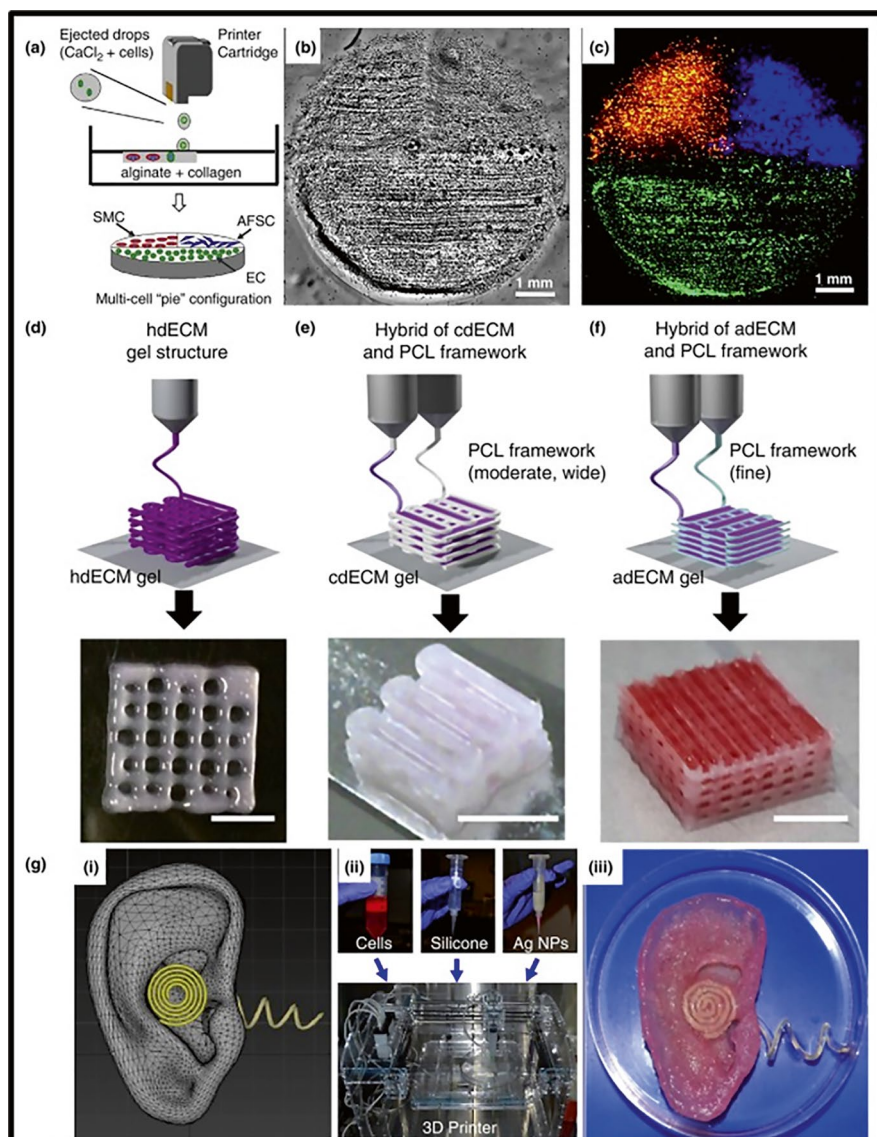 (a)
Ejected drops
(CaCl₂ + cells)
Printer
Cartridge
alginate + collagen
SMC
AFSC
EC
Multi-cell "pie" configuration
(b)
1 mm
(c)
1 mm
(d)
hdECM
gel structure
hdECM gel
(e)
Hybrid of cdECM
and PCL framework
PCL framework
(moderate, wide)
cdECM gel
(f)
Hybrid of adECM
and PCL framework
PCL framework
(fine)
adECM gel
(g)
(i)
(ii)
Cells
Silicone
Ag NPs
3D Printer
(iii)